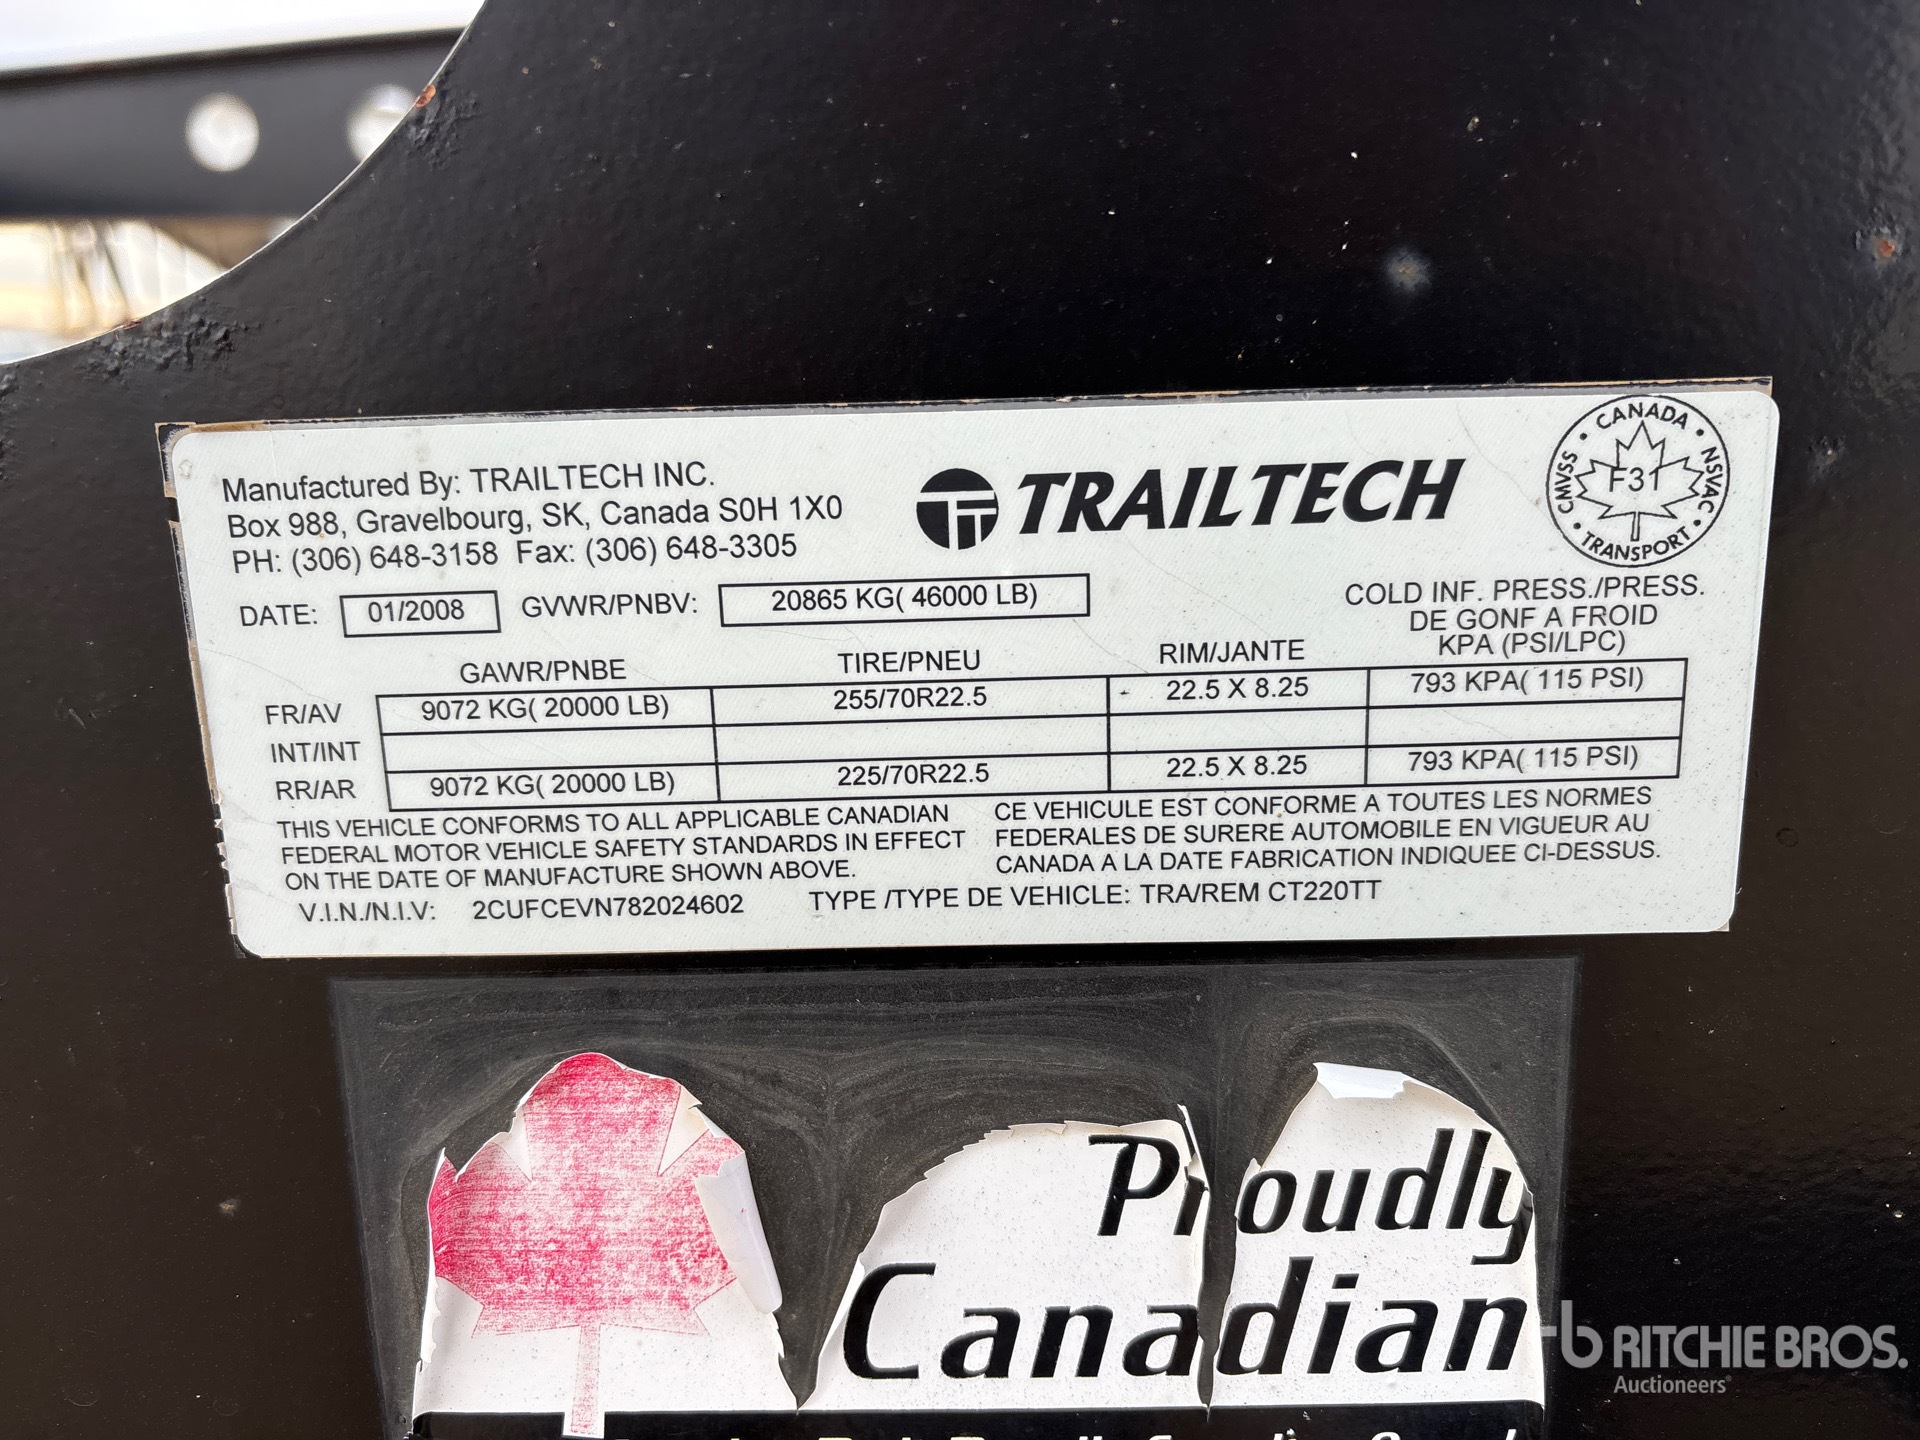 Manufactured By: TRAILTECH INC.
Box 988, Gravelbourg, SK, Canada S0H 1X0
PH: (306) 648-3158 Fax: (306) 648-3305
TRAILTECH
CANADA
CMVSS
NSVAC
F31
TRANSPORT
DATE: 01/2008 GVWR/PNBV: 20865 KG( 46000 LB)
COLD INF. PRESS./PRESS.
DE GONF A FROID
KPA (PSI/LPC)
GAWR/PNBE TIRE/PNEU RIM/JANTE
FR/AV 9072 KG( 20000 LB) 255/70R22.5 22.5 X 8.25 793 KPA( 115 PSI)
INT/INT
RR/AR 9072 KG( 20000 LB) 225/70R22.5 22.5 X 8.25 793 KPA( 115 PSI)
THIS VEHICLE CONFORMS TO ALL APPLICABLE CANADIAN
FEDERAL MOTOR VEHICLE SAFETY STANDARDS IN EFFECT
ON THE DATE OF MANUFACTURE SHOWN ABOVE.
CE VEHICULE EST CONFORME A TOUTES LES NORMES
FEDERALES DE SURERE AUTOMOBILE EN VIGUEUR AU
CANADA A LA DATE FABRICATION INDIQUEE CI-DESSUS.
V.I.N./N.I.V: 2CUFCEVN782024602 TYPE /TYPE DE VEHICLE: TRA/REM CT220TT
Proudly
Canadian
rb RITCHIE BROS.
Auctioneers